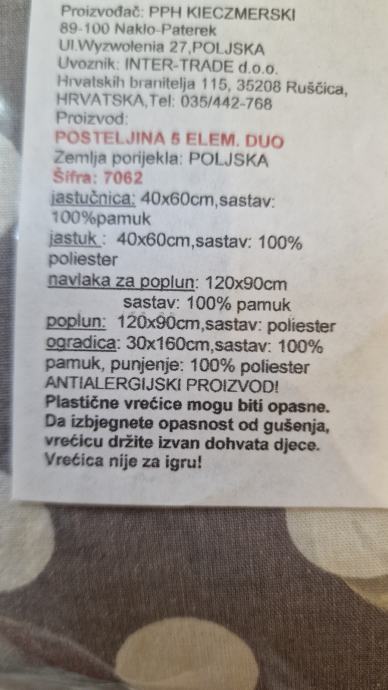 Proizvođač: PPH KIECZMERSKI
89-100 Naklo-Paterek
Ul.Wyzwolenia 27,POLJSKA
Uvoznik: INTER-TRADE d.o.o.
Hrvatskih branitelja 115, 35208 Ruščica,
HRVATSKA,Tel: 035/442-768
Proizvod:
POSTELJINA 5 ELEM. DUO
Zemlja porijekla: POLJSKA
Šifra: 7062
jastučnica: 40x60cm,sastav:
100%pamuk
jastuk : 40x60cm,sastav: 100%
poliester
navlaka za poplun: 120x90cm
sastav: 100% pamuk
poplun: 120x90cm,sastav: poliester
ogradica: 30x160cm,sastav: 100%
pamuk, punjenje: 100% poliester
ANTIALERGIJSKI PROIZVOD!
Plastične vrećice mogu biti opasne.
Da izbjegnete opasnost od gušenja,
vrećicu držite izvan dohvata djece.
Vrećica nije za igru!